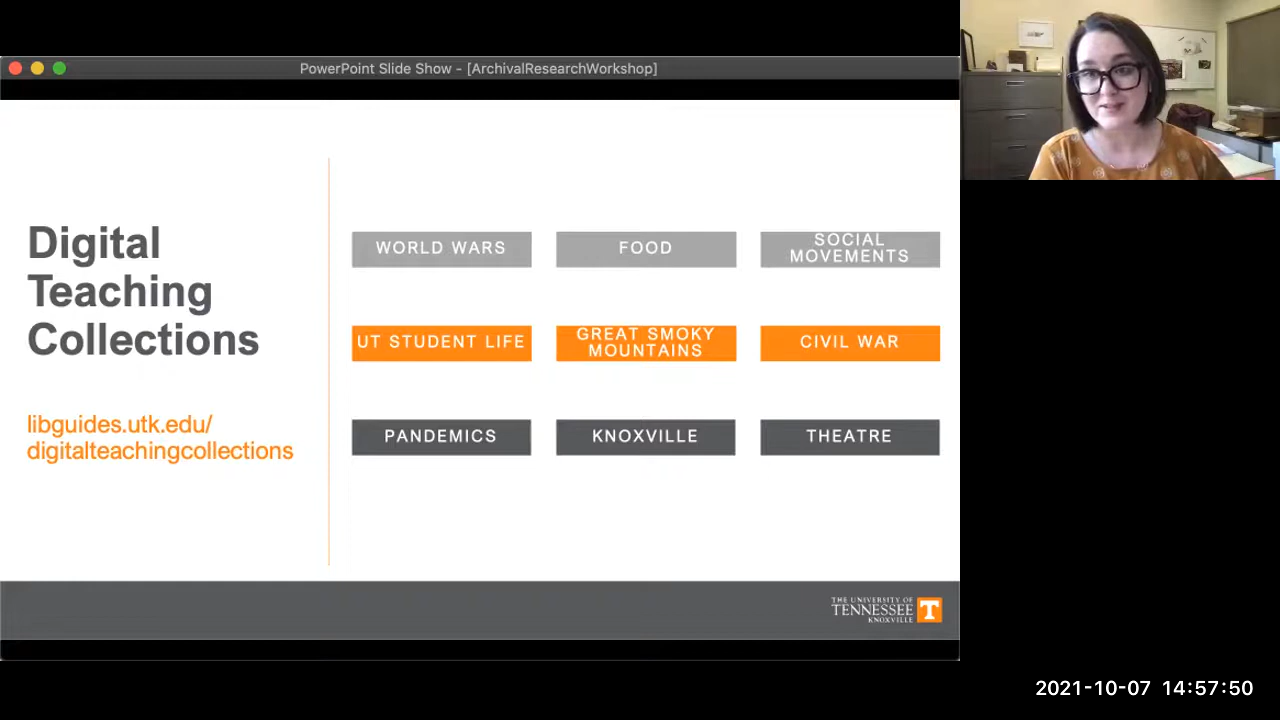 PowerPoint Slide Show - [ArchivalResearchWorkshop]
Digital
Teaching
Collections
libguides.utk.edu/
digitalteachingcollections
WORLD WARS
FOOD
SOCIAL
MOVEMENTS
UT STUDENT LIFE
GREAT SMOKY
MOUNTAINS
CIVIL WAR
PANDEMICS
KNOXVILLE
THEATRE
THE UNIVERSITY OF
TENNESSEE
KNOXVILLE
T
2021-10-07 14:57:50